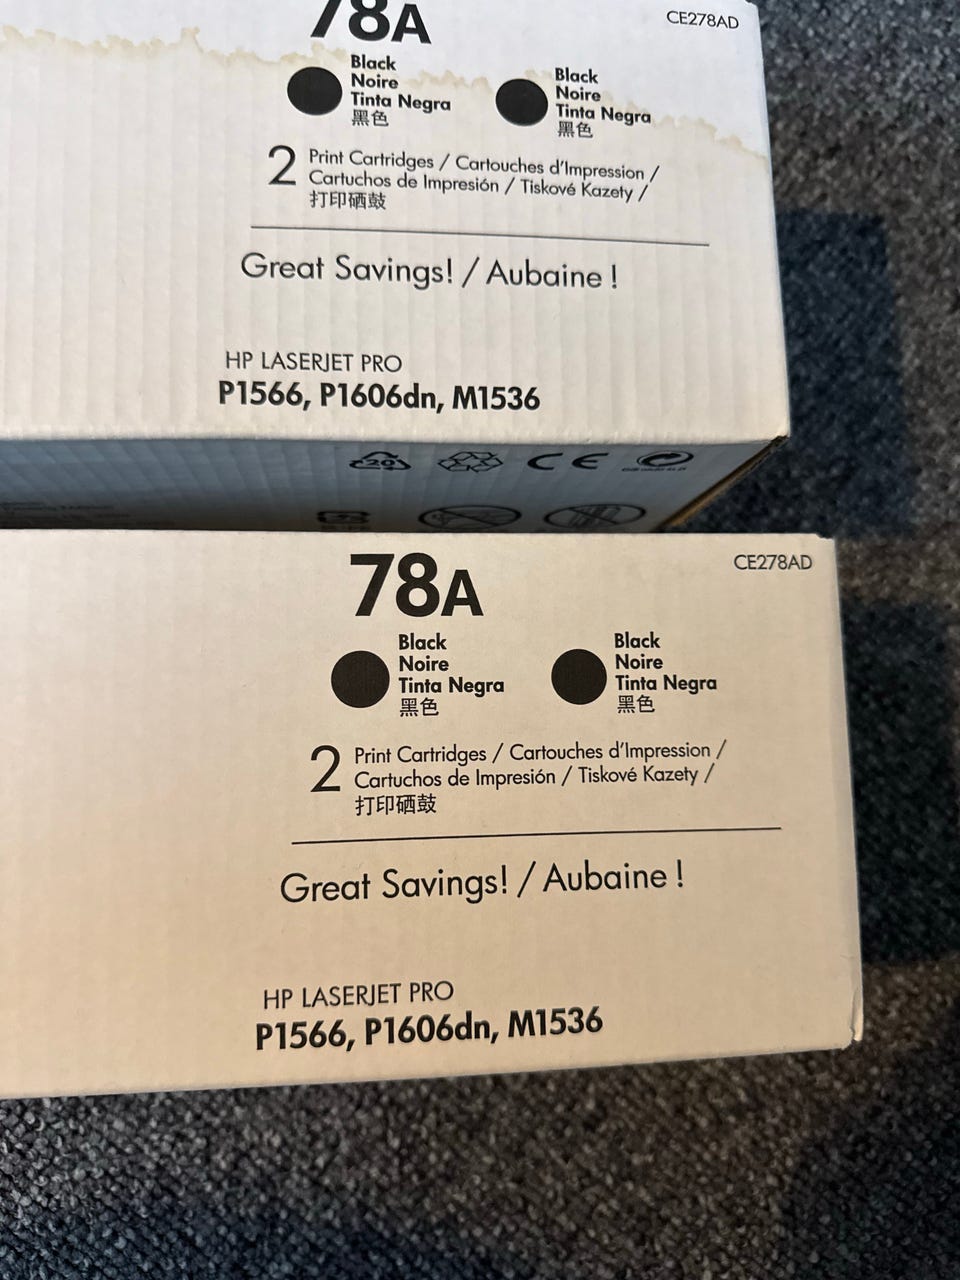 78A
CE278AD
Black
Noire
Tinta Negra
黑色
Black
Noire
Tinta Negra
黑色
2 Print Cartridges / Cartouches d'Impression /
Cartuchos de Impresión / Tiskové Kazety /
打印硒鼓
Great Savings! / Aubaine !
HP LASERJET PRO
P1566, P1606dn, M1536
20
CE
78A
CE278AD
Black
Noire
Tinta Negra
黑色
Black
Noire
Tinta Negra
黑色
2 Print Cartridges / Cartouches d'Impression /
Cartuchos de Impresión / Tiskové Kazety /
打印硒鼓
Great Savings! / Aubaine !
HP LASERJET PRO
P1566, P1606dn, M1536